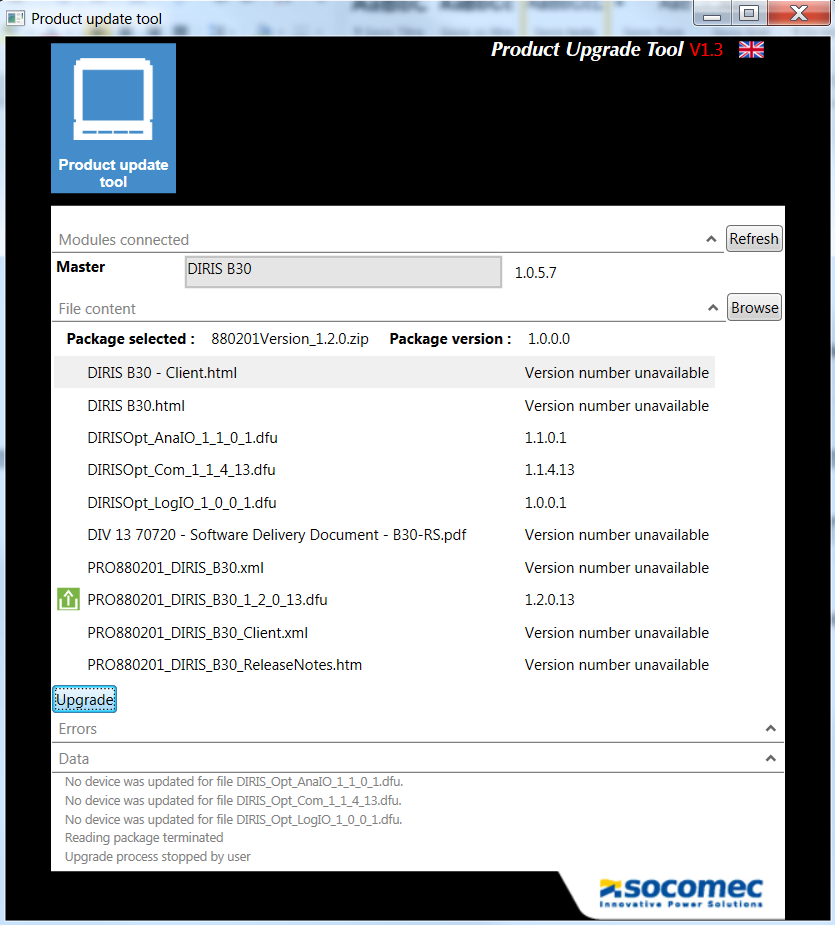 Product update tool
Product Upgrade Tool V1.3
Product update
tool
Modules connected
Refresh
Master DIRIS B30 1.0.5.7
File content
Browse
Package selected : 880201Version_1.2.0.zip Package version : 1.0.0.0
DIRIS B30 - Client.html Version number unavailable
DIRIS B30.html Version number unavailable
DIRISOpt_AnaIO_1_1_0_1.dfu 1.1.0.1
DIRISOpt_Com_1_1_4_13.dfu 1.1.4.13
DIRISOpt_LogIO_1_0_0_1.dfu 1.0.0.1
DIV 13 70720 - Software Delivery Document - B30-RS.pdf Version number unavailable
PRO880201_DIRIS_B30.xml Version number unavailable
PRO880201_DIRIS_B30_1_2_0_13.dfu 1.2.0.13
PRO880201_DIRIS_B30_Client.xml Version number unavailable
PRO880201_DIRIS_B30_ReleaseNotes.htm Version number unavailable
Upgrade
Errors
Data
No device was updated for file DIRIS_Opt_AnaIO_1_1_0_1.dfu.
No device was updated for file DIRIS_Opt_Com_1_1_4_13.dfu.
No device was updated for file DIRIS_Opt_LogIO_1_0_0_1.dfu.
Reading package terminated
Upgrade process stopped by user
socomec
Innovative Power Solutions